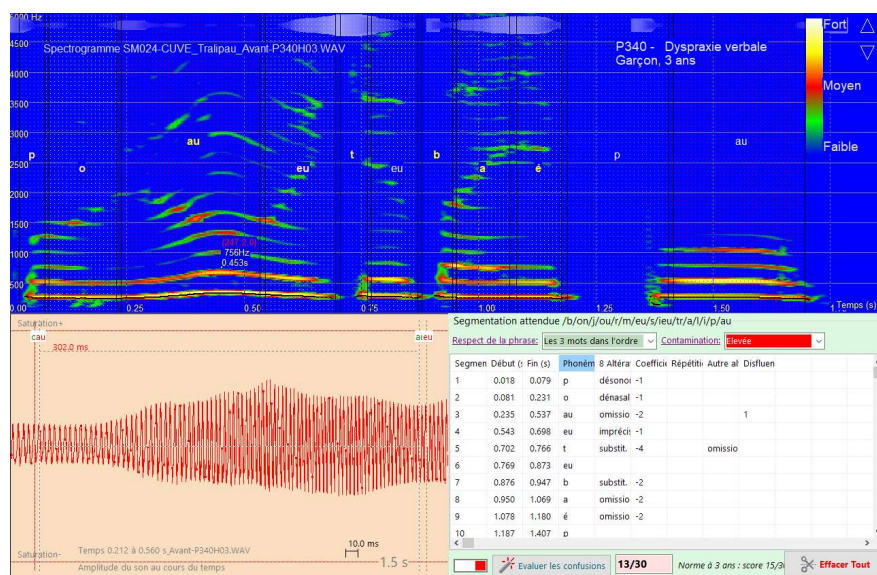 5000 Hz
Fort
Spectrogramme SM024-CUVE_Tralipau_Avant-P340H03.WAV
P340 - Dyspraxie verbale
Garçon, 3 ans
4500
4000
Moyen
3500
3000
au
t
b
p
au
Faible
p
2500
o
eu
eu
a
é
2000
1500
1000
756Hz
0.453s
500
0.00
0.25
0.50
0.75
1.00
1.25
1.50
Temps (s)
Saturation+
cau
aieu
302.0 ms
10.0 ms
Saturation-
Temps 0.212 à 0.560 s_Avant-P340H03.WAV
Amplitude du son au cours du temps
1.5 s
Segmentation attendue /b/on/j/ou/r/m/eu/s/ieu/tr/a/l/i/p/au
Respect de la phrase: Les 3 mots dans l'ordre Contamination: Elevée
Segmen Début (s Fin (s) Phonèm 8 Altéra Coeffici Répétiti Autre al Disfluen
1 0.018 0.079 p désonor -1
2 0.081 0.231 o dénasal -1
3 0.235 0.537 au omissio -2 1
4 0.543 0.698 eu imprécis -1
5 0.702 0.766 t substit. -4 omissio
6 0.769 0.873 eu
7 0.876 0.947 b substit. -2
8 0.950 1.069 a omissio -2
9 1.078 1.180 é omissio -2
10 1.187 1.407 p
Evaluer les confusions 13/30 Norme à 3 ans : score 15/3 Effacer Tout